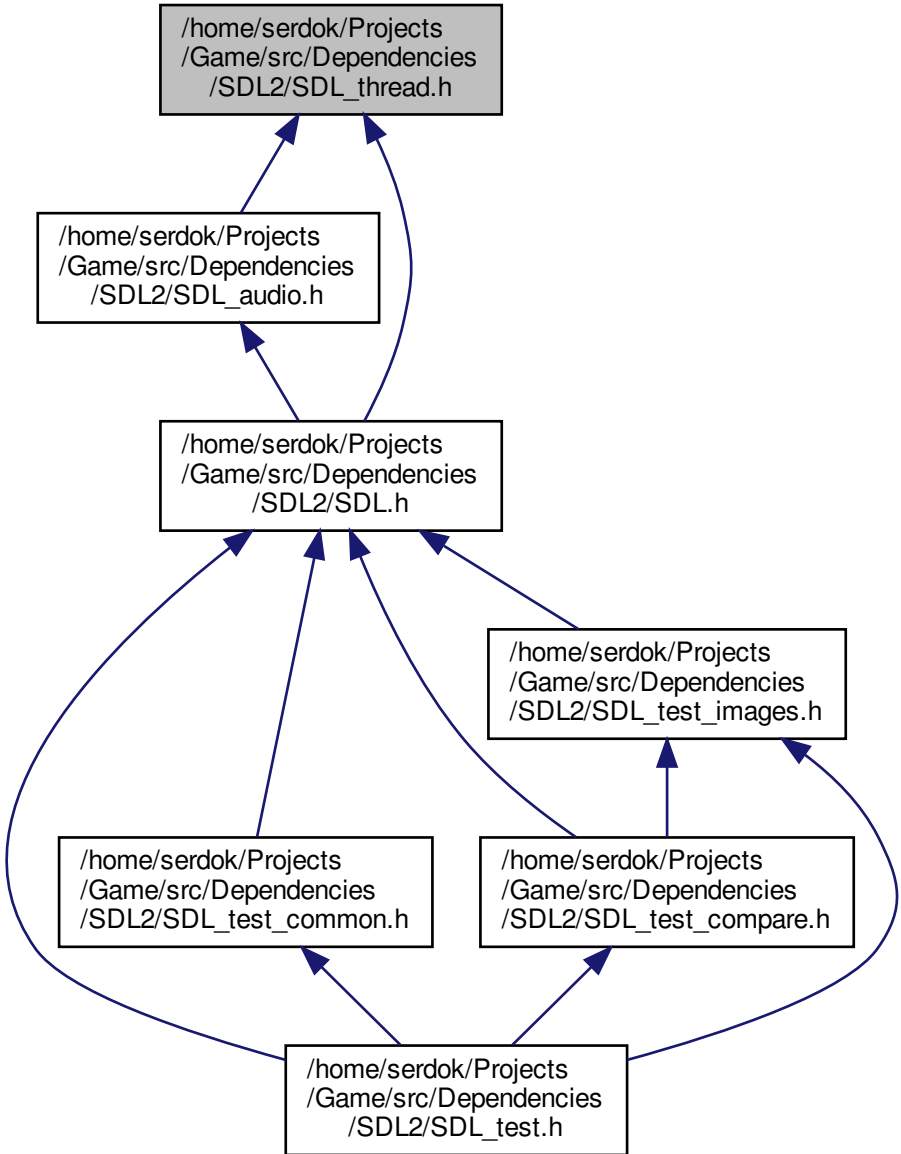 /home/serdok/Projects
/Game/src/Dependencies
/SDL2/SDL_thread.h
/home/serdok/Projects
/Game/src/Dependencies
/SDL2/SDL_audio.h
/home/serdok/Projects
/Game/src/Dependencies
/SDL2/SDL.h
/home/serdok/Projects
/Game/src/Dependencies
/SDL2/SDL_test_images.h
/home/serdok/Projects
/Game/src/Dependencies
/SDL2/SDL_test_common.h
/home/serdok/Projects
/Game/src/Dependencies
/SDL2/SDL_test_compare.h
/home/serdok/Projects
/Game/src/Dependencies
/SDL2/SDL_test.h